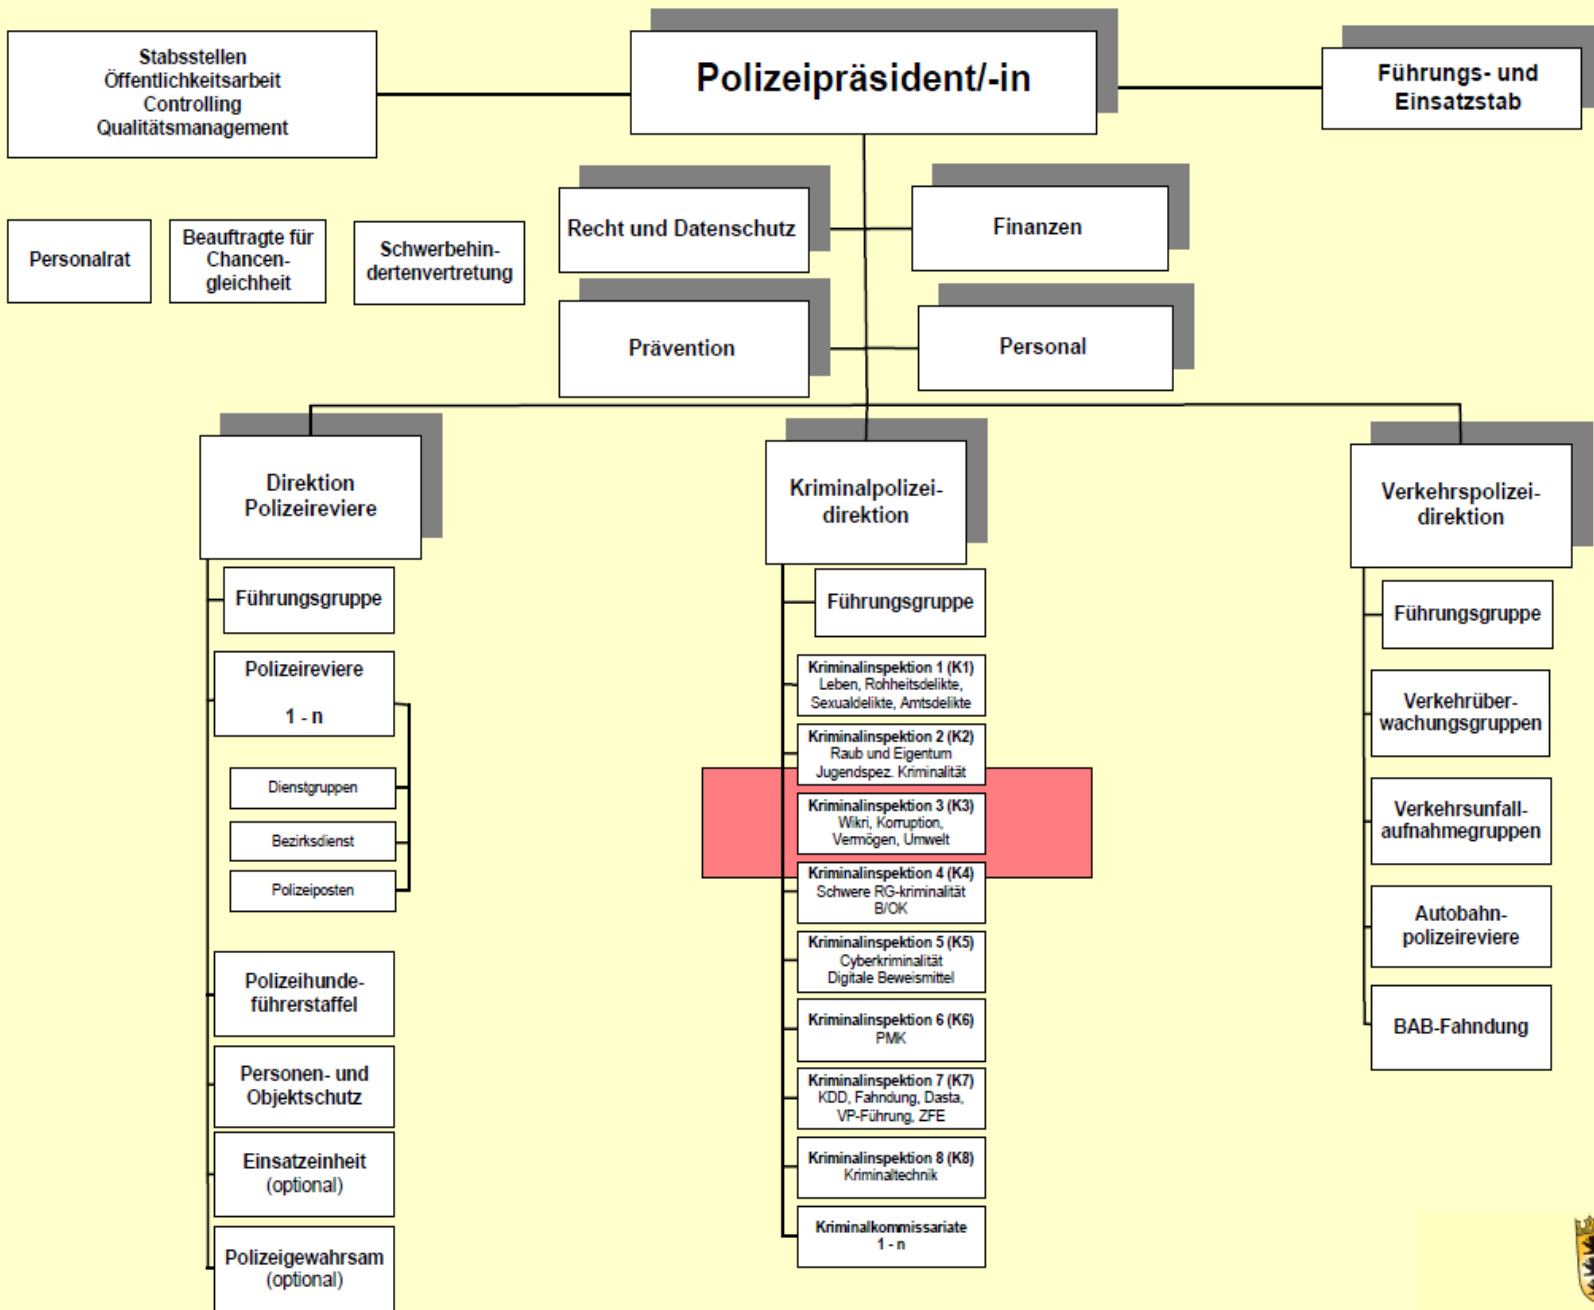 Stabsstellen
Öffentlichkeitsarbeit
Controlling
Qualitätsmanagement
Polizeipräsident/-in
Führungs- und
Einsatzstab
Personalrat
Beauftragte für
Chancen-
gleichheit
Schwerbehin-
dertenvertretung
Recht und Datenschutz
Finanzen
Prävention
Personal
Direktion
Polizeireviere
Führungsgruppe
Polizeireviere
1 - n
Dienstgruppen
Bezirksdienst
Polizeiposten
Polizeihunde-
führerstaffel
Personen- und
Objektschutz
Einsatzeinheit
(optional)
Polizeigewahrsam
(optional)
Kriminalpolizei-
direktion
Führungsgruppe
Kriminalinspektion 1 (K1)
Leben, Rohheitsdelikte,
Sexualdelikte, Amtsdelikte
Kriminalinspektion 2 (K2)
Raub und Eigentum
Jugendspez. Kriminalität
Kriminalinspektion 3 (K3)
Wikri, Korruption,
Vermögen, Umwelt
Kriminalinspektion 4 (K4)
Schwere RG-kriminalität
B/OK
Kriminalinspektion 5 (K5)
Cyberkriminalität
Digitale Beweismittel
Kriminalinspektion 6 (K6)
PMK
Kriminalinspektion 7 (K7)
KDD, Fahndung, Dasta,
VP-Führung, ZFE
Kriminalinspektion 8 (K8)
Kriminaltechnik
Kriminalkommissariate
1 - n
Verkehrspolizei-
direktion
Führungsgruppe
Verkehrüber-
wachungsgruppen
Verkehrsunfall-
aufnahmegruppen
Autobahn-
polizeireviere
BAB-Fahndung